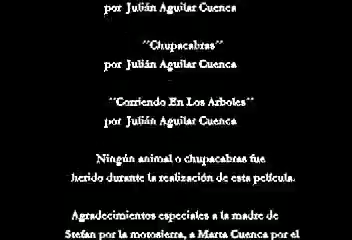 por Julián Aguilar Cuenca
´´Chupacabras´´
por Julián Aguilar Cuenca
´´Corriendo En Los Arboles´´
por Julián Aguilar Cuenca
Ningún animal o chupacabras fue
herido durante la realización de esta película.
Agradecimientos especiales a la madre de
Stefan por la motosierra, a Marta Cuenca por el